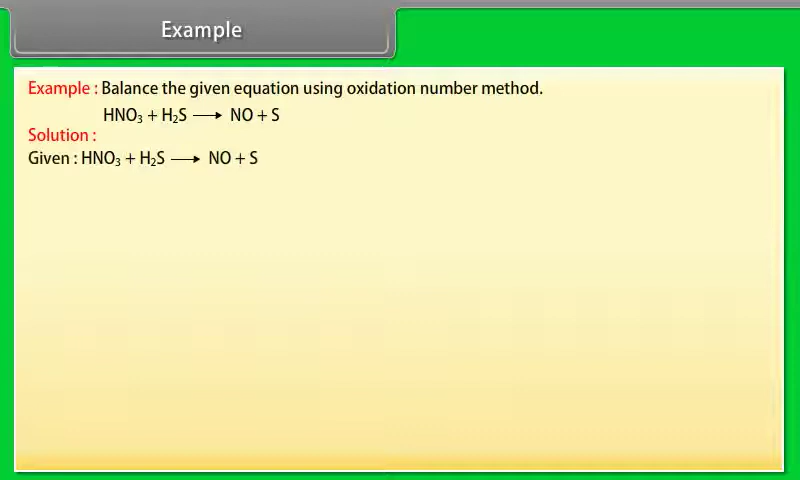 Example
Example : Balance the given equation using oxidation number method.
HNO₃ + H₂S ⟶ NO + S
Solution :
Given : HNO₃ + H₂S ⟶ NO + S